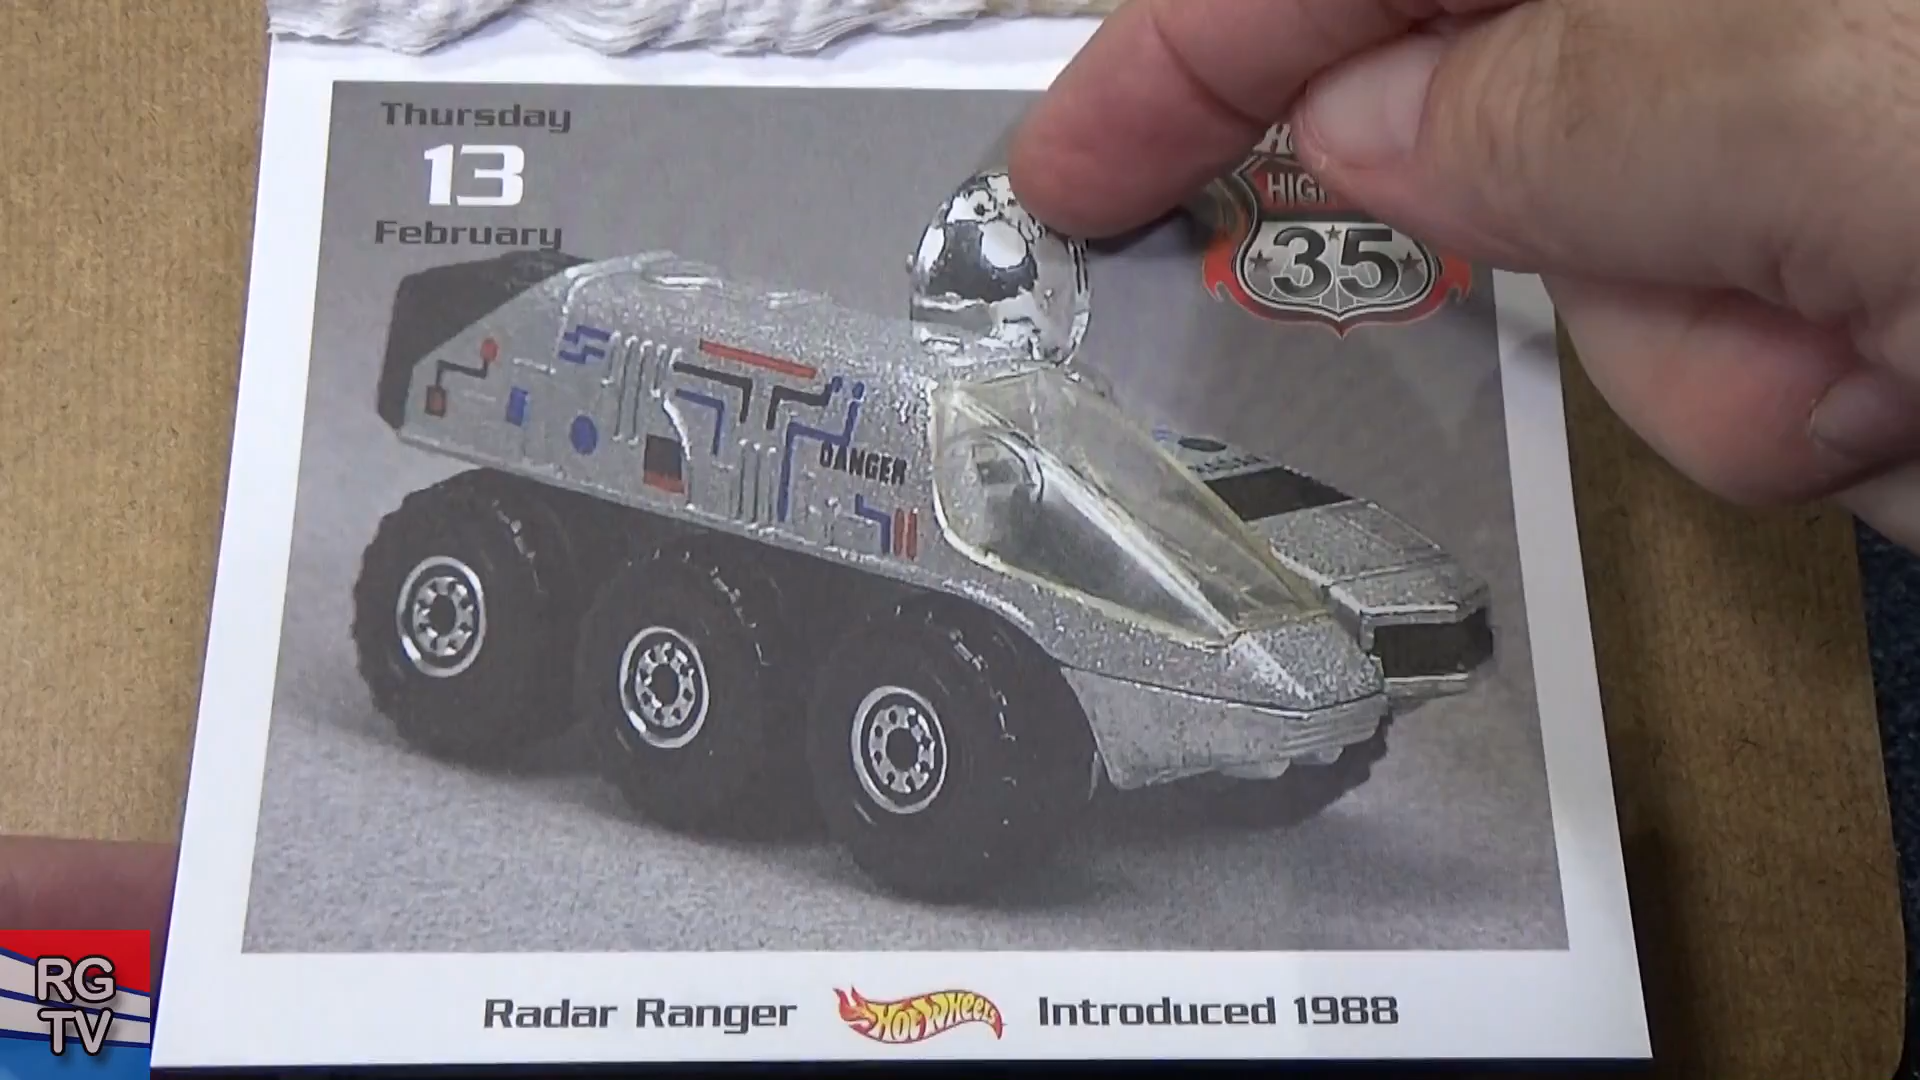 Thursday
13
February
35
DANGER
Radar Ranger
HOT WHEELS
Introduced 1988
RG
TV